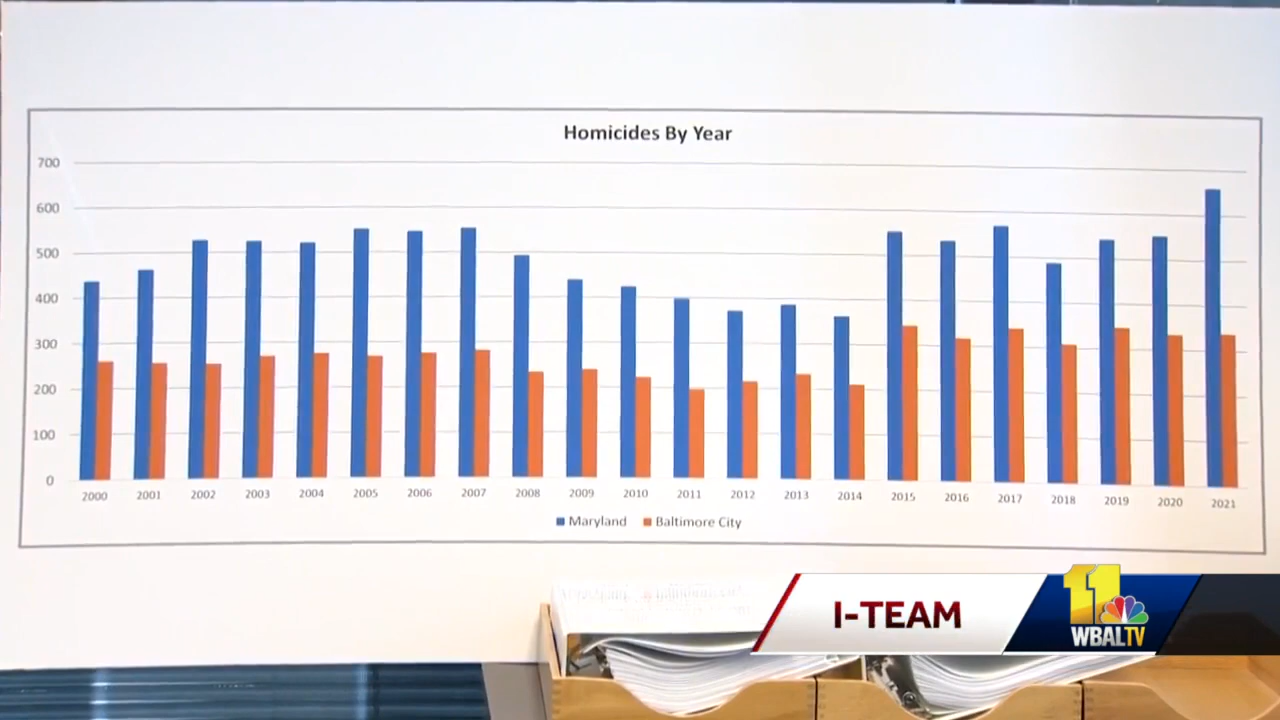 Homicides By Year
700
600
500
400
300
200
100
0
2000 2001 2002 2003 2004 2005 2006 2007 2008 2009 2010 2011 2012 2013 2014 2015 2016 2017 2018 2019 2020 2021
Maryland Baltimore City
I-TEAM
11
WBALTV